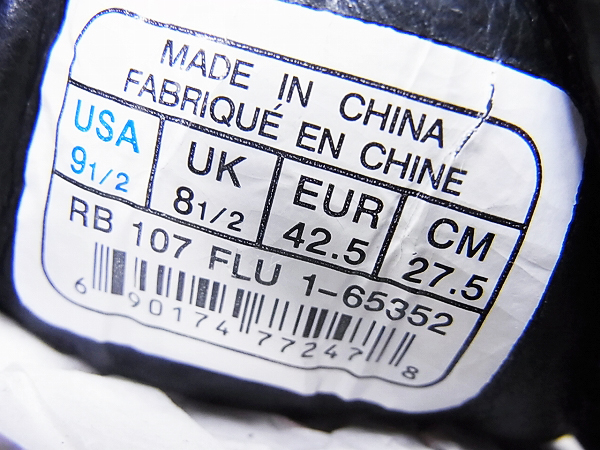 MADE IN CHINA
FABRIQUÉ EN CHINE
USA UK EUR CM
9 1/2 8 1/2 42.5 27.5
RB 107 FLU 1-65352
6 90174 77247 8